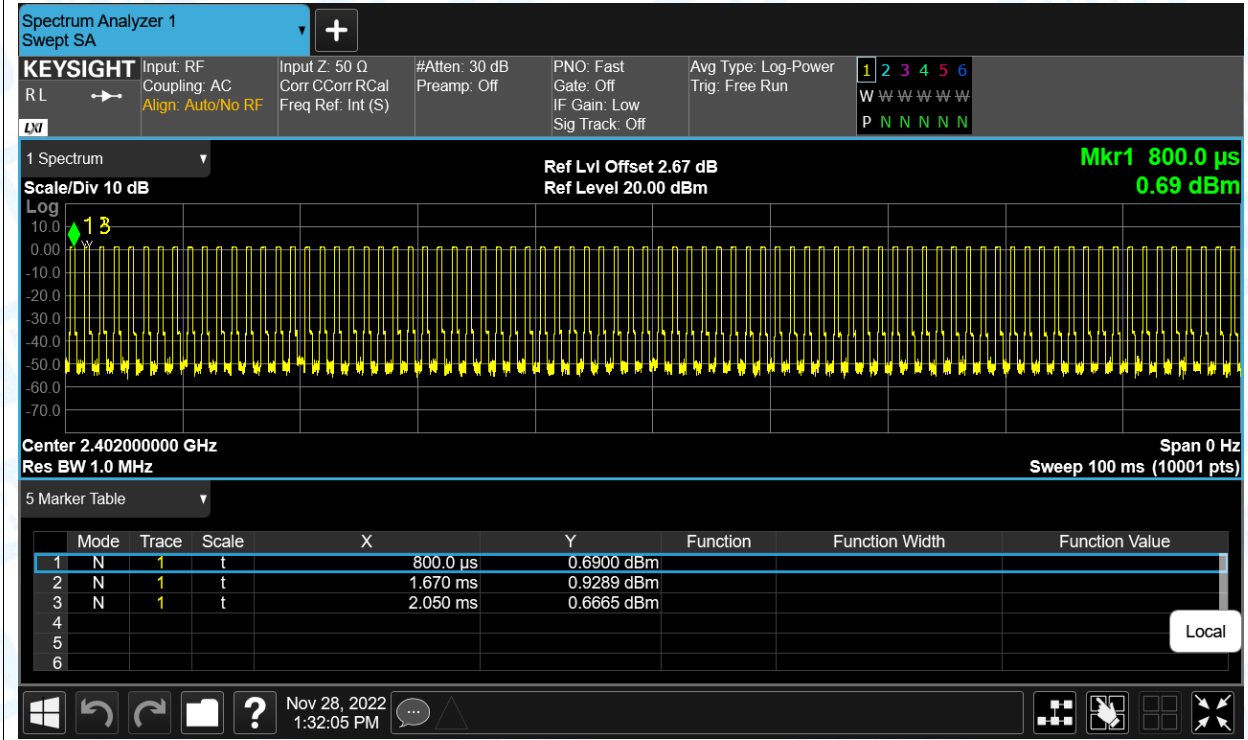 Spectrum Analyzer 1
Swept SA
KEYSIGHT
R L
LXI
Input: RF
Coupling: AC
Align: Auto/No RF
Input Z: 50 Ω
Corr CCorr RCal
Freq Ref: Int (S)
#Atten: 30 dB
Preamp: Off
PNO: Fast
Gate: Off
IF Gain: Low
Sig Track: Off
Avg Type: Log-Power
Trig: Free Run
1 2 3 4 5 6
W W W W W W
P N N N N N
1 Spectrum
Scale/Div 10 dB
Ref Lvl Offset 2.67 dB
Ref Level 20.00 dBm
Mkr1 800.0 µs
0.69 dBm
Log
10.0
0.00
-10.0
-20.0
-30.0
-40.0
-50.0
-60.0
-70.0
Center 2.402000000 GHz
Res BW 1.0 MHz
Span 0 Hz
Sweep 100 ms (10001 pts)
5 Marker Table
Mode Trace Scale X Y Function Function Width Function Value
1 N 1 t 800.0 µs 0.6900 dBm
2 N 1 t 1.670 ms 0.9289 dBm
3 N 1 t 2.050 ms 0.6665 dBm
4
5
6
Local
?
Nov 28, 2022
1:32:05 PM